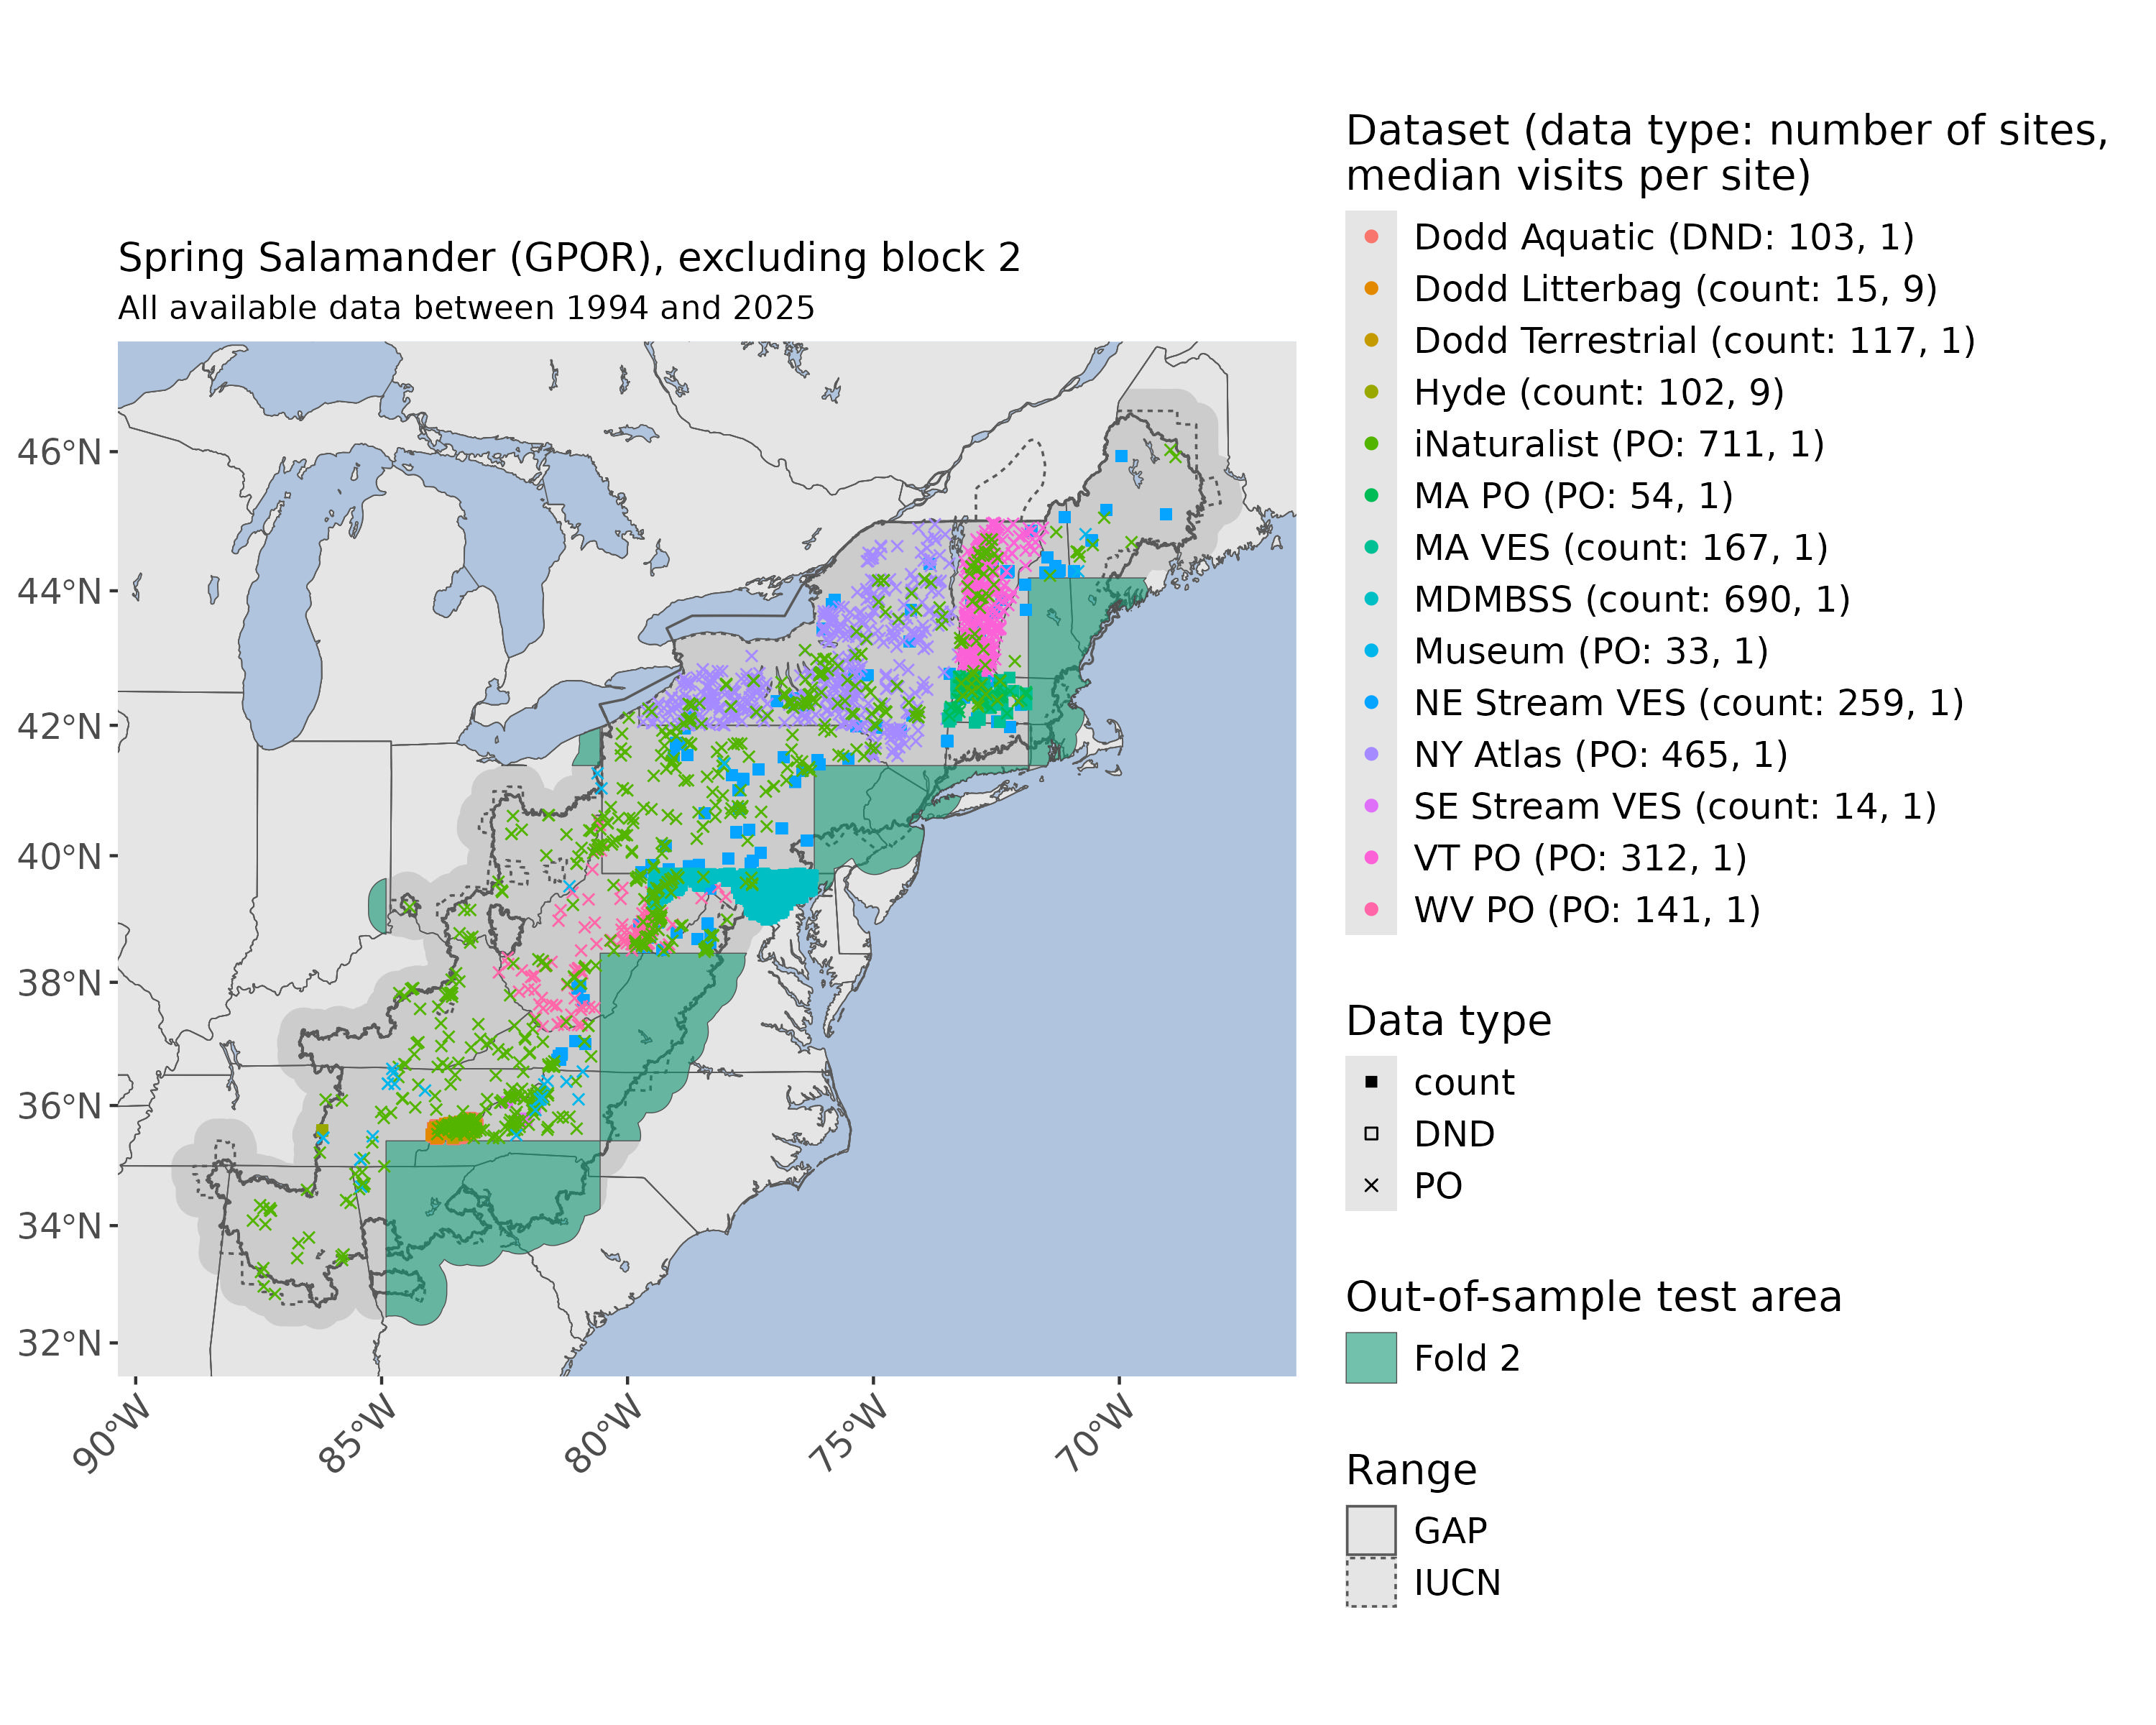 Spring Salamander (GPOR), excluding block 2
All available data between 1994 and 2025
46°N
44°N
42°N
40°N
38°N
36°N
34°N
32°N
90°W
85°W
80°W
75°W
70°W
Dataset (data type: number of sites,
median visits per site)
Dodd Aquatic (DND: 103, 1)
Dodd Litterbag (count: 15, 9)
Dodd Terrestrial (count: 117, 1)
Hyde (count: 102, 9)
iNaturalist (PO: 711, 1)
MA PO (PO: 54, 1)
MA VES (count: 167, 1)
MDMBSS (count: 690, 1)
Museum (PO: 33, 1)
NE Stream VES (count: 259, 1)
NY Atlas (PO: 465, 1)
SE Stream VES (count: 14, 1)
VT PO (PO: 312, 1)
WV PO (PO: 141, 1)
Data type
count
DND
PO
Out-of-sample test area
Fold 2
Range
GAP
IUCN